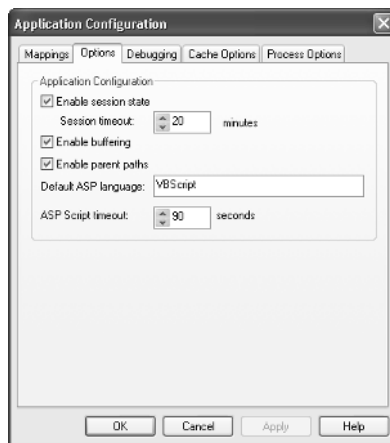 Application Configuration
Mappings Options Debugging Cache Options Process Options
Application Configuration
Enable session state
Session timeout: 20 minutes
Enable buffering
Enable parent paths
Default ASP language: VBScript
ASP Script timeout: 90 seconds
OK Cancel Apply Help